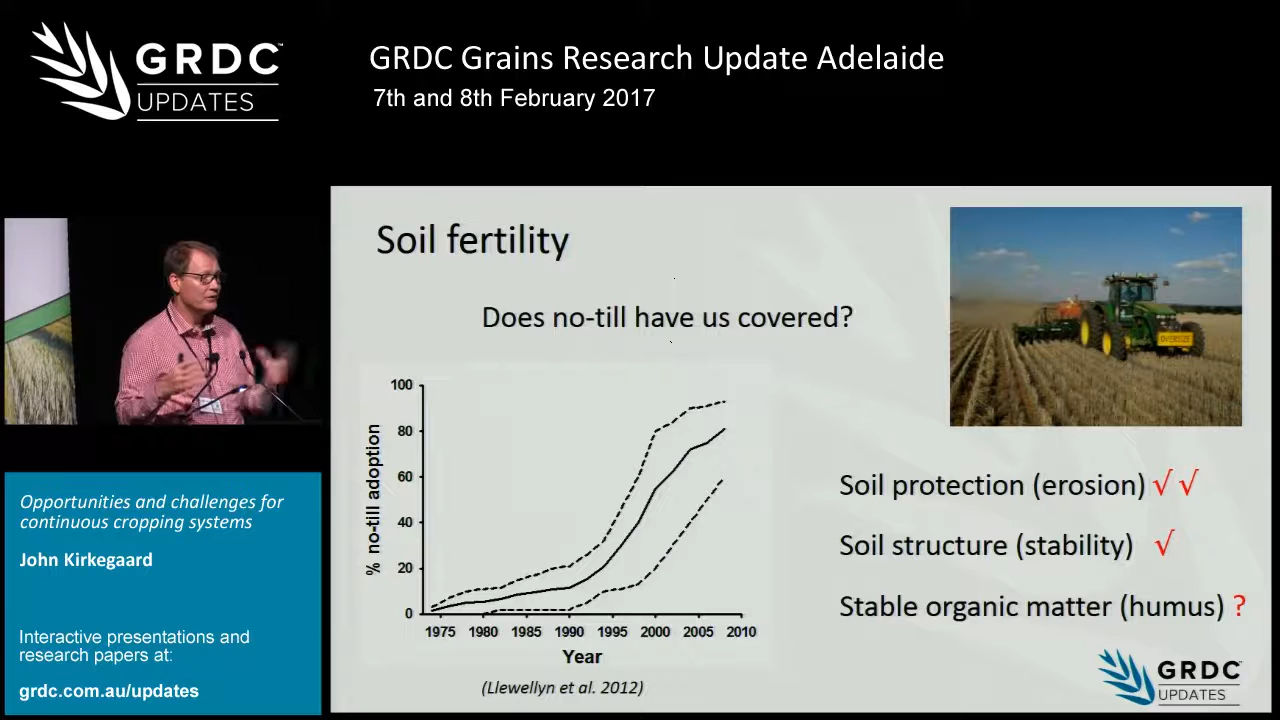 GRDC™
UPDATES
GRDC Grains Research Update Adelaide
7th and 8th February 2017
Soil fertility
Does no-till have us covered?
OVERSIZE
% no-till adoption
100
80
60
40
20
0
1975 1980 1985 1990 1995 2000 2005 2010
Year
(Llewellyn et al. 2012)
Soil protection (erosion) √ √
Soil structure (stability) √
Stable organic matter (humus) ?
GRDC™
UPDATES
Opportunities and challenges for
continuous cropping systems
John Kirkegaard
Interactive presentations and
research papers at:
grdc.com.au/updates